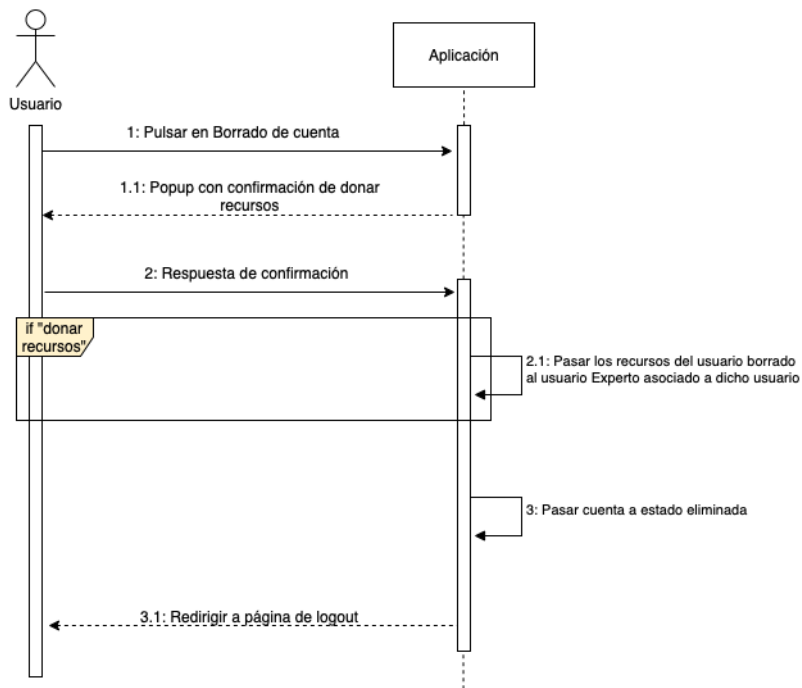 Usuario
Aplicación
1: Pulsar en Borrado de cuenta
1.1: Popup con confirmación de donar
recursos
2: Respuesta de confirmación
if "donar
recursos"
2.1: Pasar los recursos del usuario borrado
al usuario Experto asociado a dicho usuario
3: Pasar cuenta a estado eliminada
3.1: Redirigir a página de logout